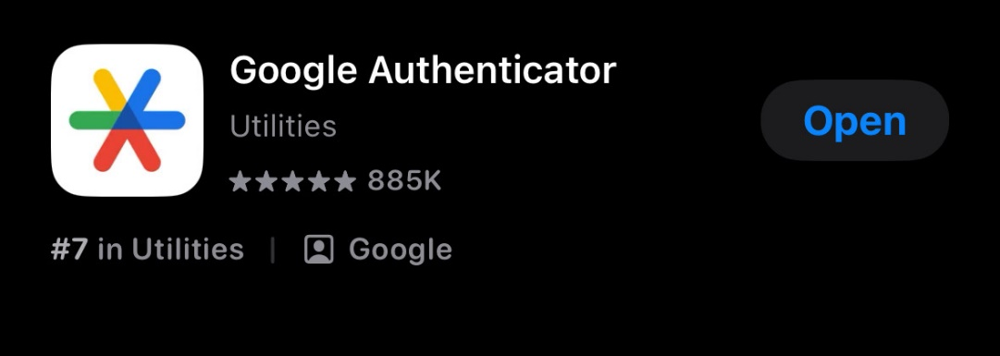 Google Authenticator
Utilities
Open
★★★★★ 885K
#7 in Utilities | Google